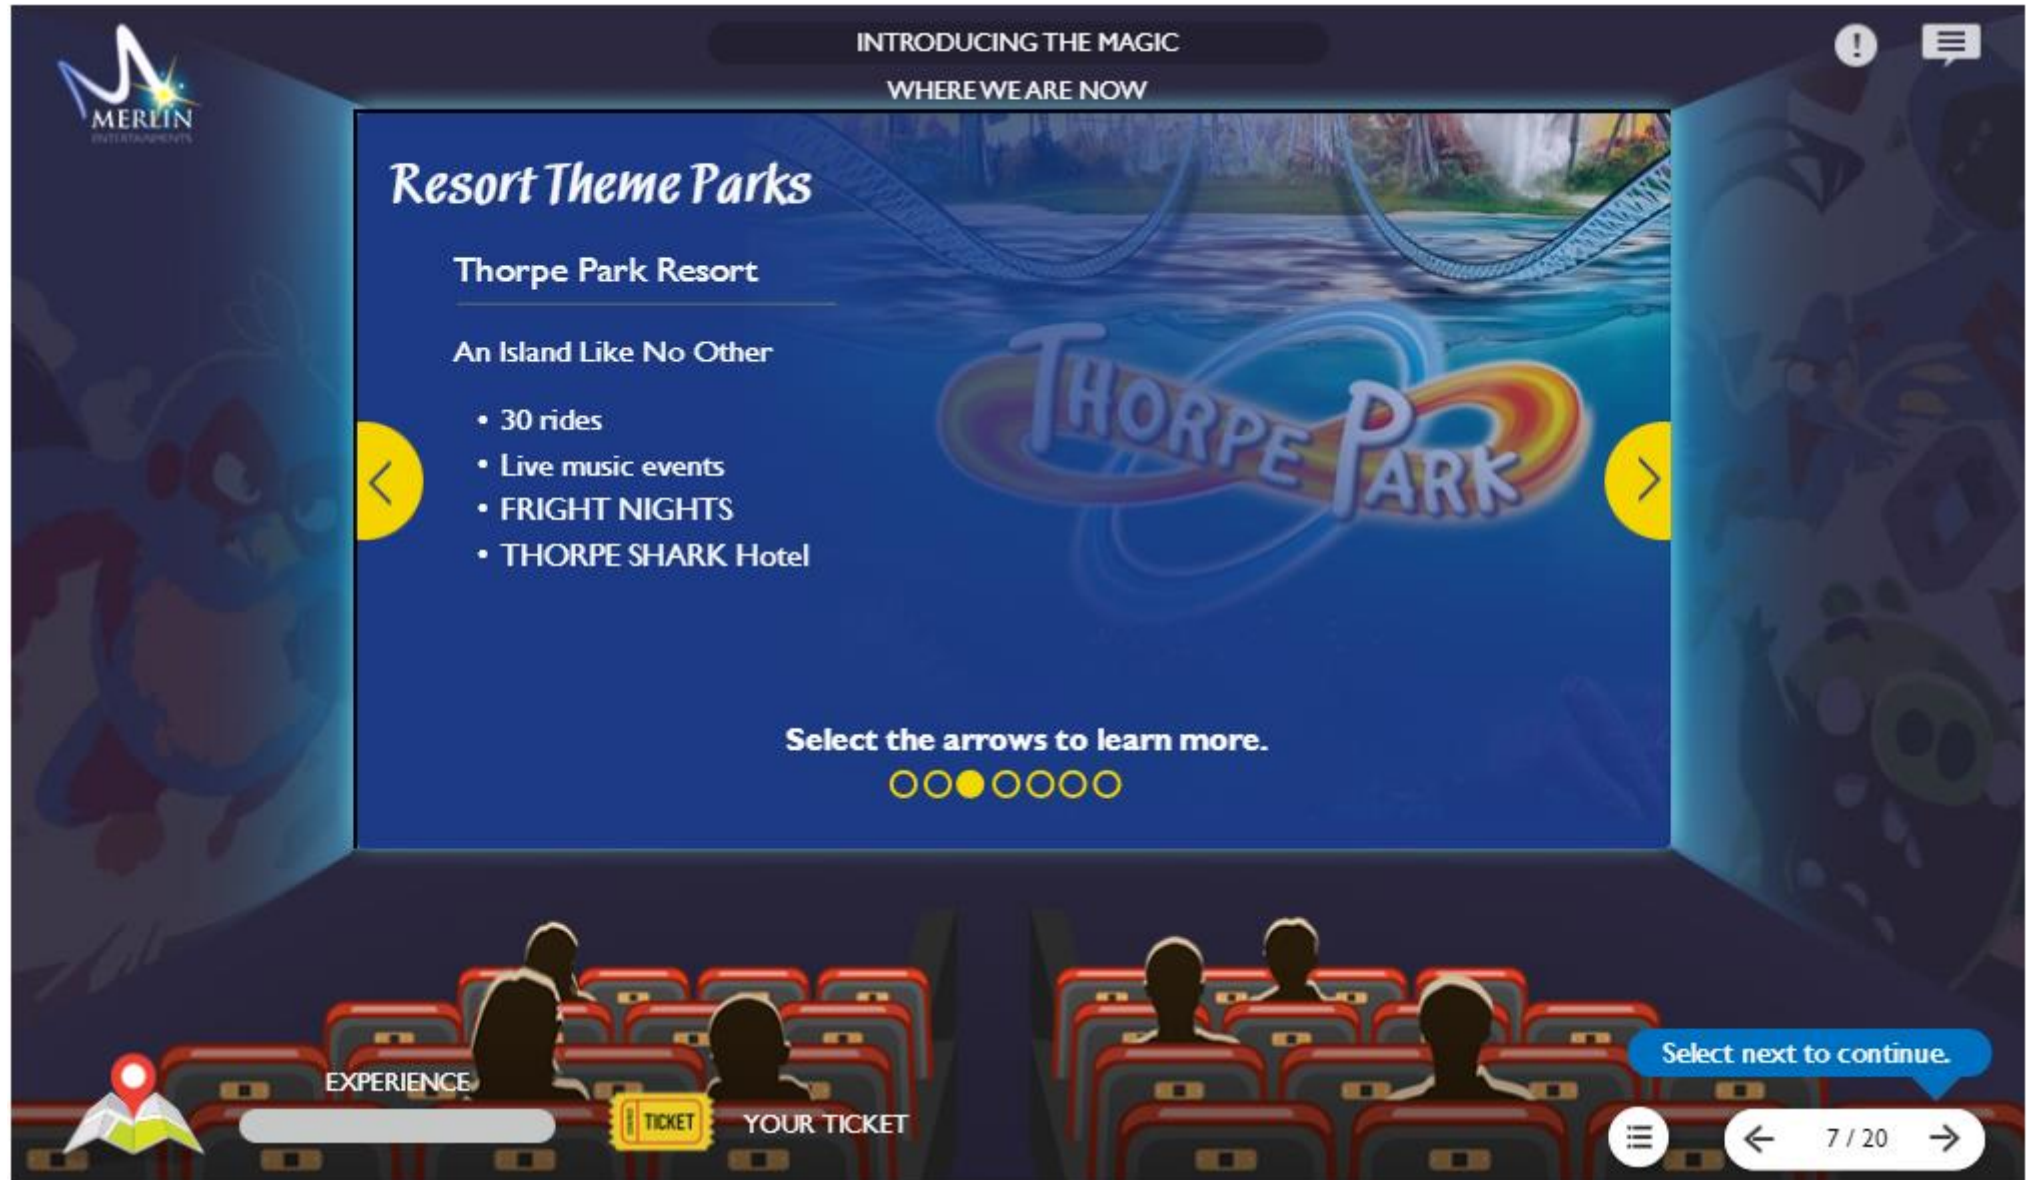 INTRODUCING THE MAGIC
WHERE WE ARE NOW
MERLIN
ENTERTAINMENTS
Resort Theme Parks
Thorpe Park Resort
An Island Like No Other
• 30 rides
• Live music events
• FRIGHT NIGHTS
• THORPE SHARK Hotel
THORPE PARK
Select the arrows to learn more.
Select next to continue.
EXPERIENCE
TICKET
YOUR TICKET
7 / 20